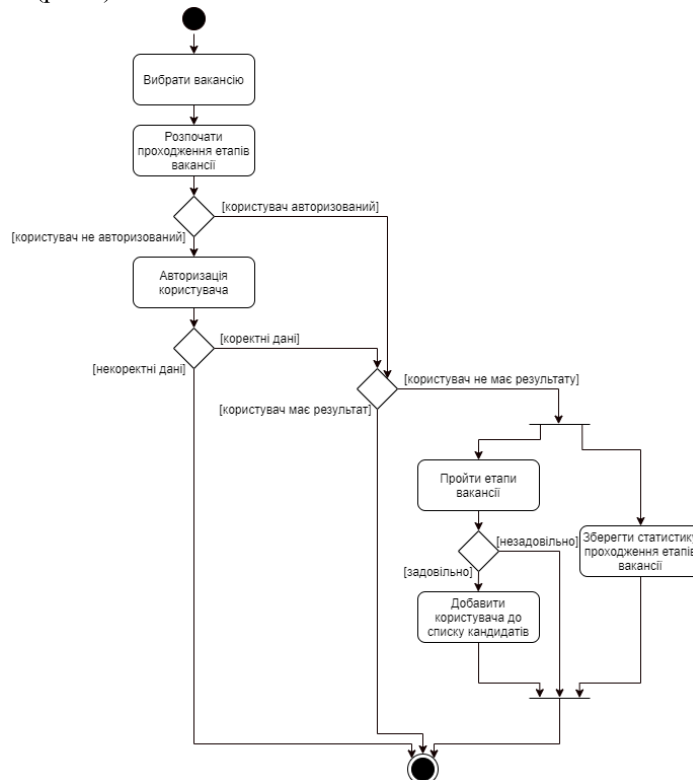 Вибрати вакансію
Розпочати
проходження етапів
вакансії
[користувач авторизований]
[користувач не авторизований]
Авторизація
користувача
[коректні дані]
[некоректні дані]
[користувач не має результату]
[користувач має результат]
Пройти етапи
вакансії
[незадовільно]
Зберегти статистику
проходження етапів
вакансії
[задовільно]
Добавити
користувача до
списку кандидатів